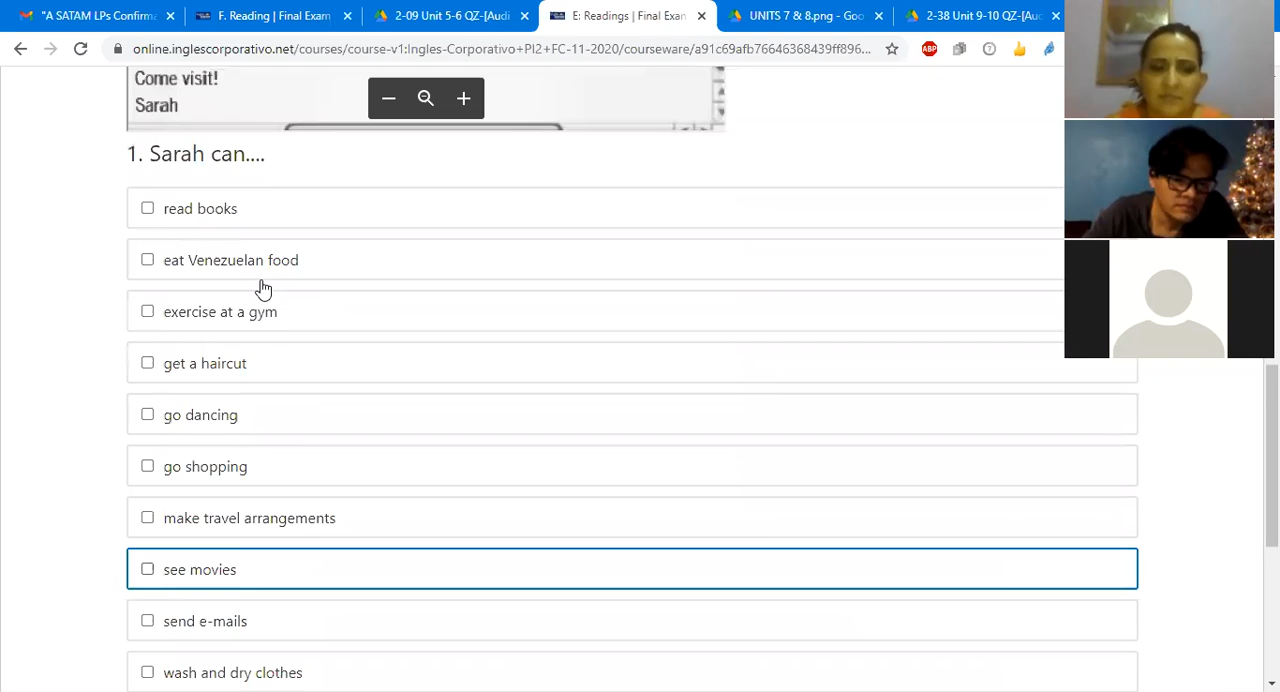 "A SATAM LPs Confirma
F. Reading | Final Exam
2-09 Unit 5-6 QZ-[Audi
E: Readings | Final Exam
UNITS 7 & 8.png - Goo
2-38 Unit 9-10 QZ-[Aud
online.inglescorporativo.net/courses/course-v1:Ingles-Corporativo+PI2+FC-11-2020/courseware/a91c69afb76646368439ff896...
ABP
Come visit!
Sarah
1. Sarah can....
read books
eat Venezuelan food
exercise at a gym
get a haircut
go dancing
go shopping
make travel arrangements
see movies
send e-mails
wash and dry clothes